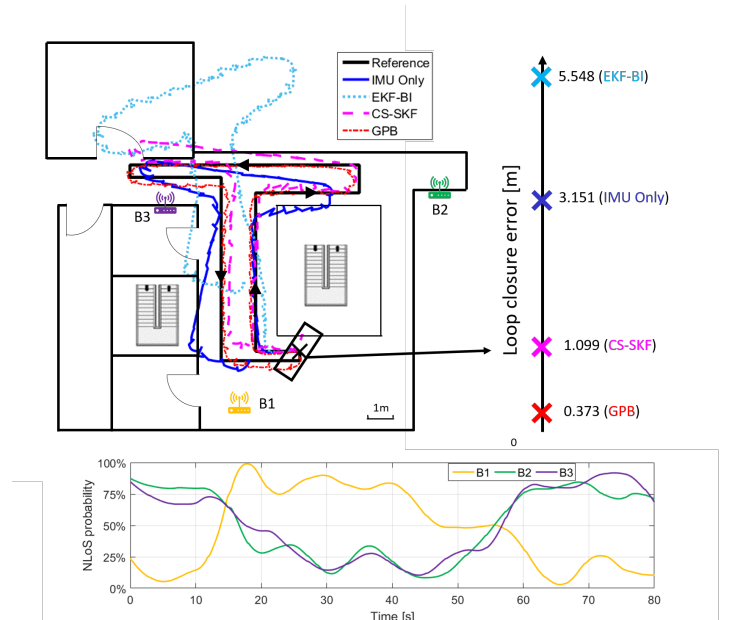 Reference
IMU Only
EKF-BI
CS-SKF
GPB
B3
B2
B1
1m
Loop closure error [m]
5.548 (EKF-BI)
3.151 (IMU Only)
1.099 (CS-SKF)
0.373 (GPB)
0
B1 B2 B3
NLoS probability
100%
75%
50%
25%
0%
0 10 20 30 40 50 60 70 80
Time [s]